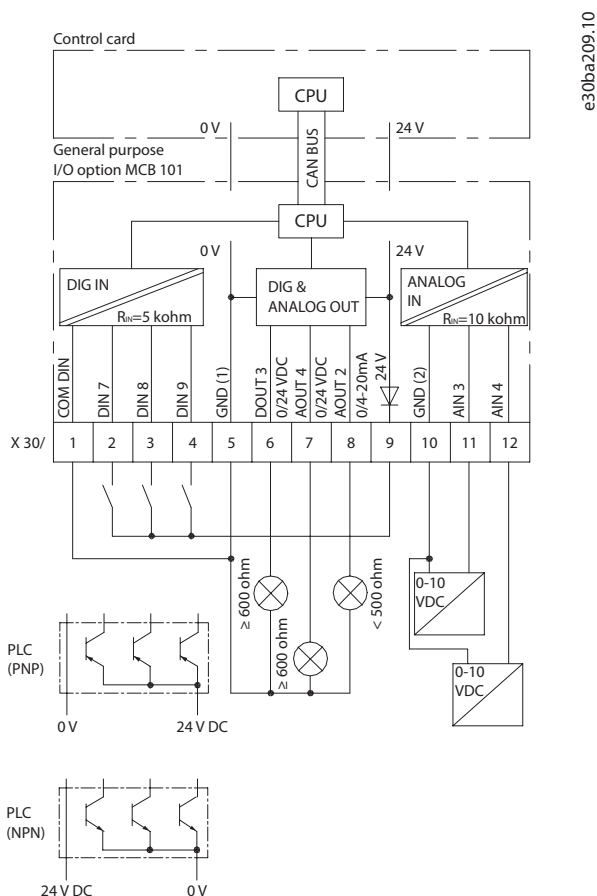 e30ba209.10
Control card
CPU
0 V
24 V
General purpose
I/O option MCB 101
CAN BUS
CPU
0 V
24 V
DIG IN
RIN=5 kohm
DIG &
ANALOG OUT
ANALOG
IN
RIN=10 kohm
COM DIN
DIN 7
DIN 8
DIN 9
GND (1)
DOUT 3
0/24 VDC
AOUT 4
0/24 VDC
AOUT 2
0/4-20mA
24 V
GND (2)
AIN 3
AIN 4
X 30/ 1 2 3 4 5 6 7 8 9 10 11 12
≥ 600 ohm
≥ 600 ohm
< 500 ohm
0-10
VDC
0-10
VDC
PLC
(PNP)
0 V
24 V DC
PLC
(NPN)
24 V DC
0 V